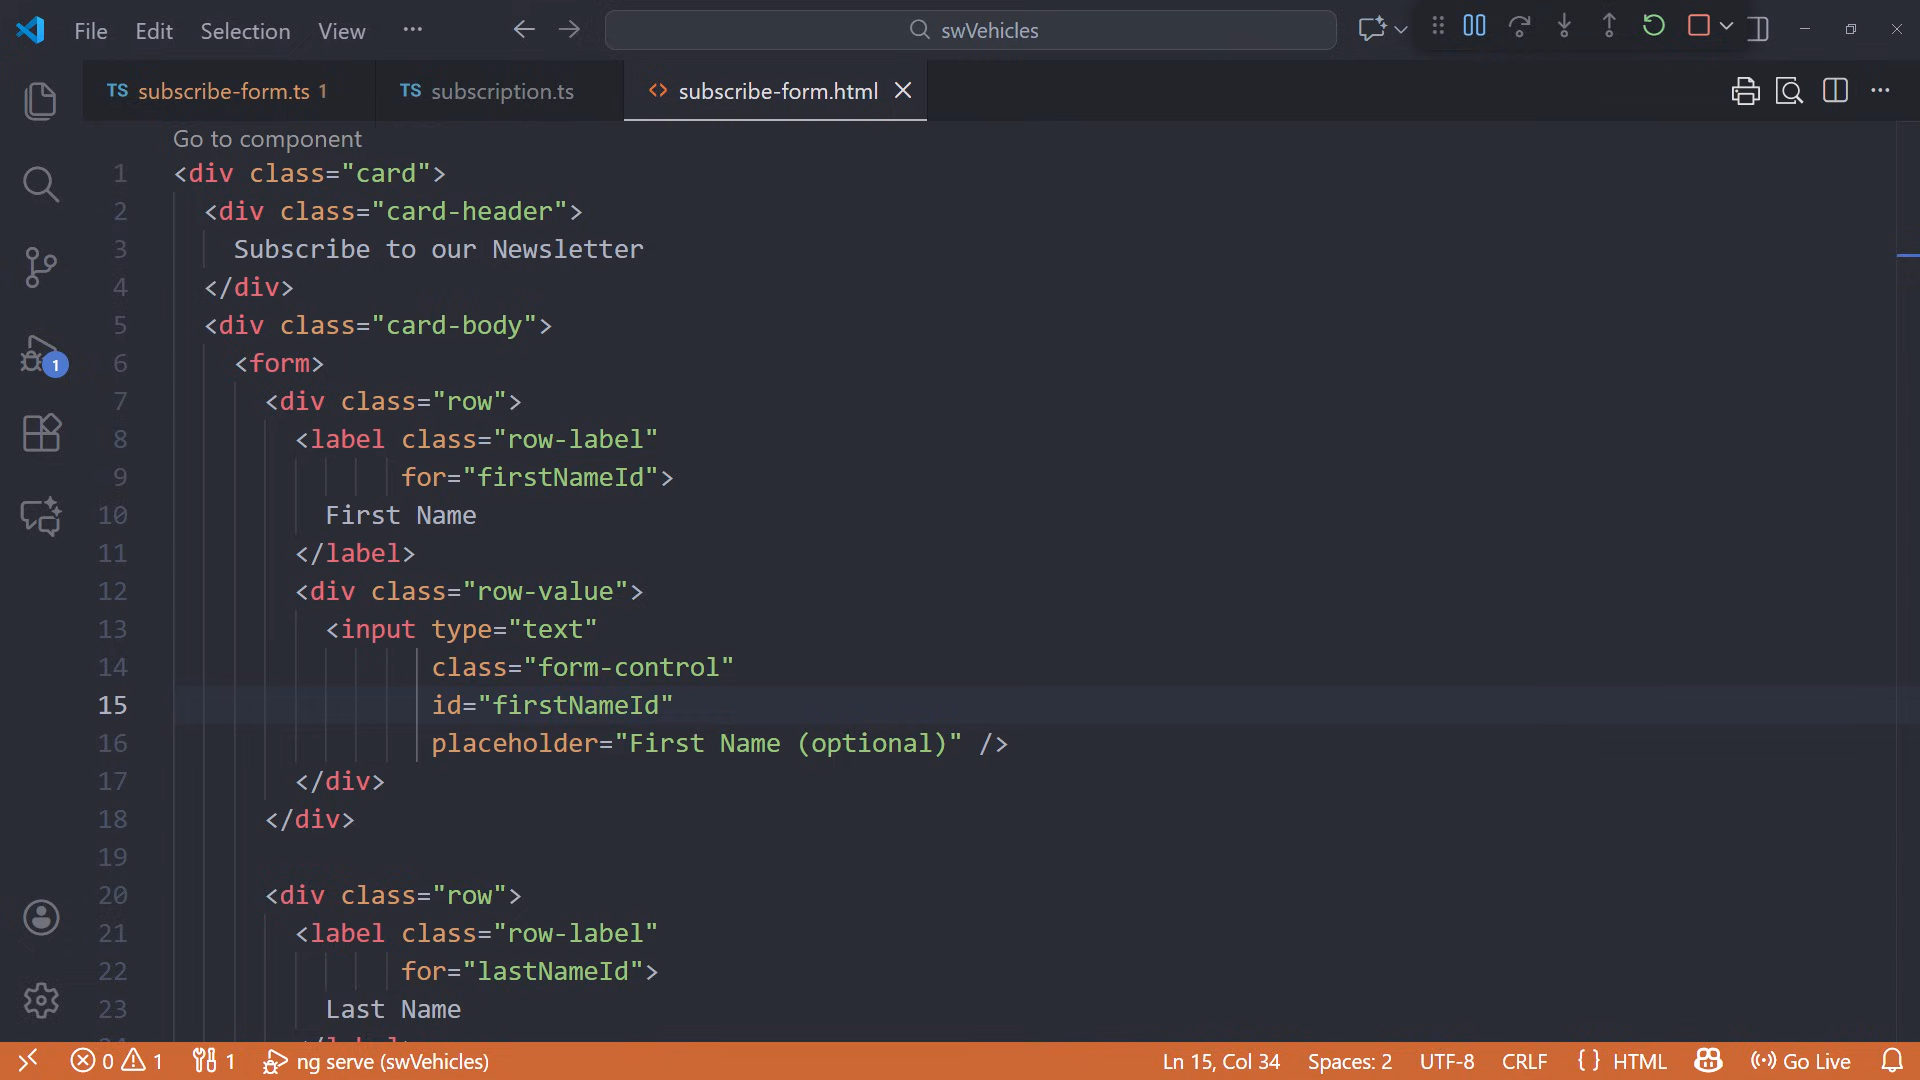 File Edit Selection View ··· swVehicles
TS subscribe-form.ts 1 TS subscription.ts <> subscribe-form.html
Go to component
1 <div class="card">
2 <div class="card-header">
3 Subscribe to our Newsletter
4 </div>
5 <div class="card-body">
6 <form>
7 <div class="row">
8 <label class="row-label"
9 for="firstNameId">
10 First Name
11 </label>
12 <div class="row-value">
13 <input type="text"
14 class="form-control"
15 id="firstNameId"
16 placeholder="First Name (optional)" />
17 </div>
18 </div>
19
20 <div class="row">
21 <label class="row-label"
22 for="lastNameId">
23 Last Name
1
0 1 1 ng serve (swVehicles) Ln 15, Col 34 Spaces: 2 UTF-8 CRLF {} HTML Go Live